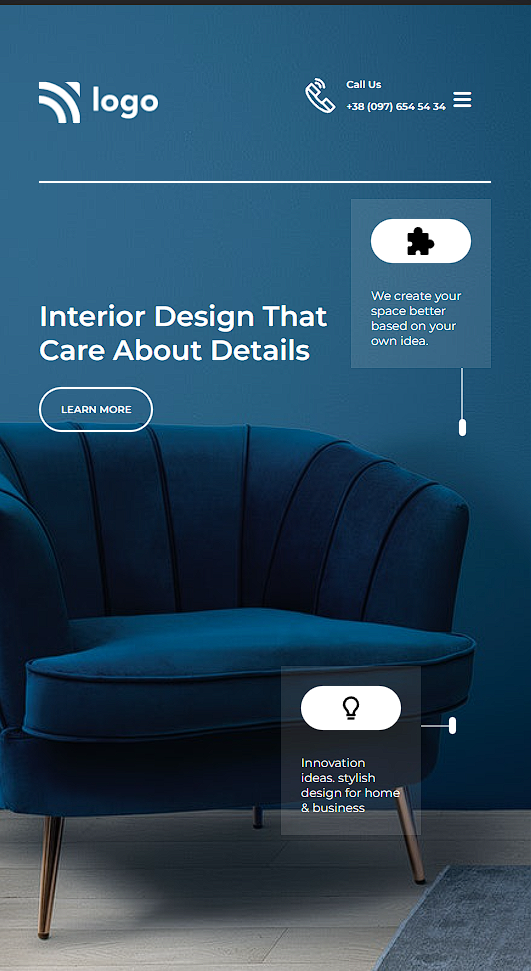 logo
Call Us
+38 (097) 654 54 34
We create your
space better
based on your
own idea.
Interior Design That
Care About Details
LEARN MORE
Innovation
ideas. stylish
design for home
& business